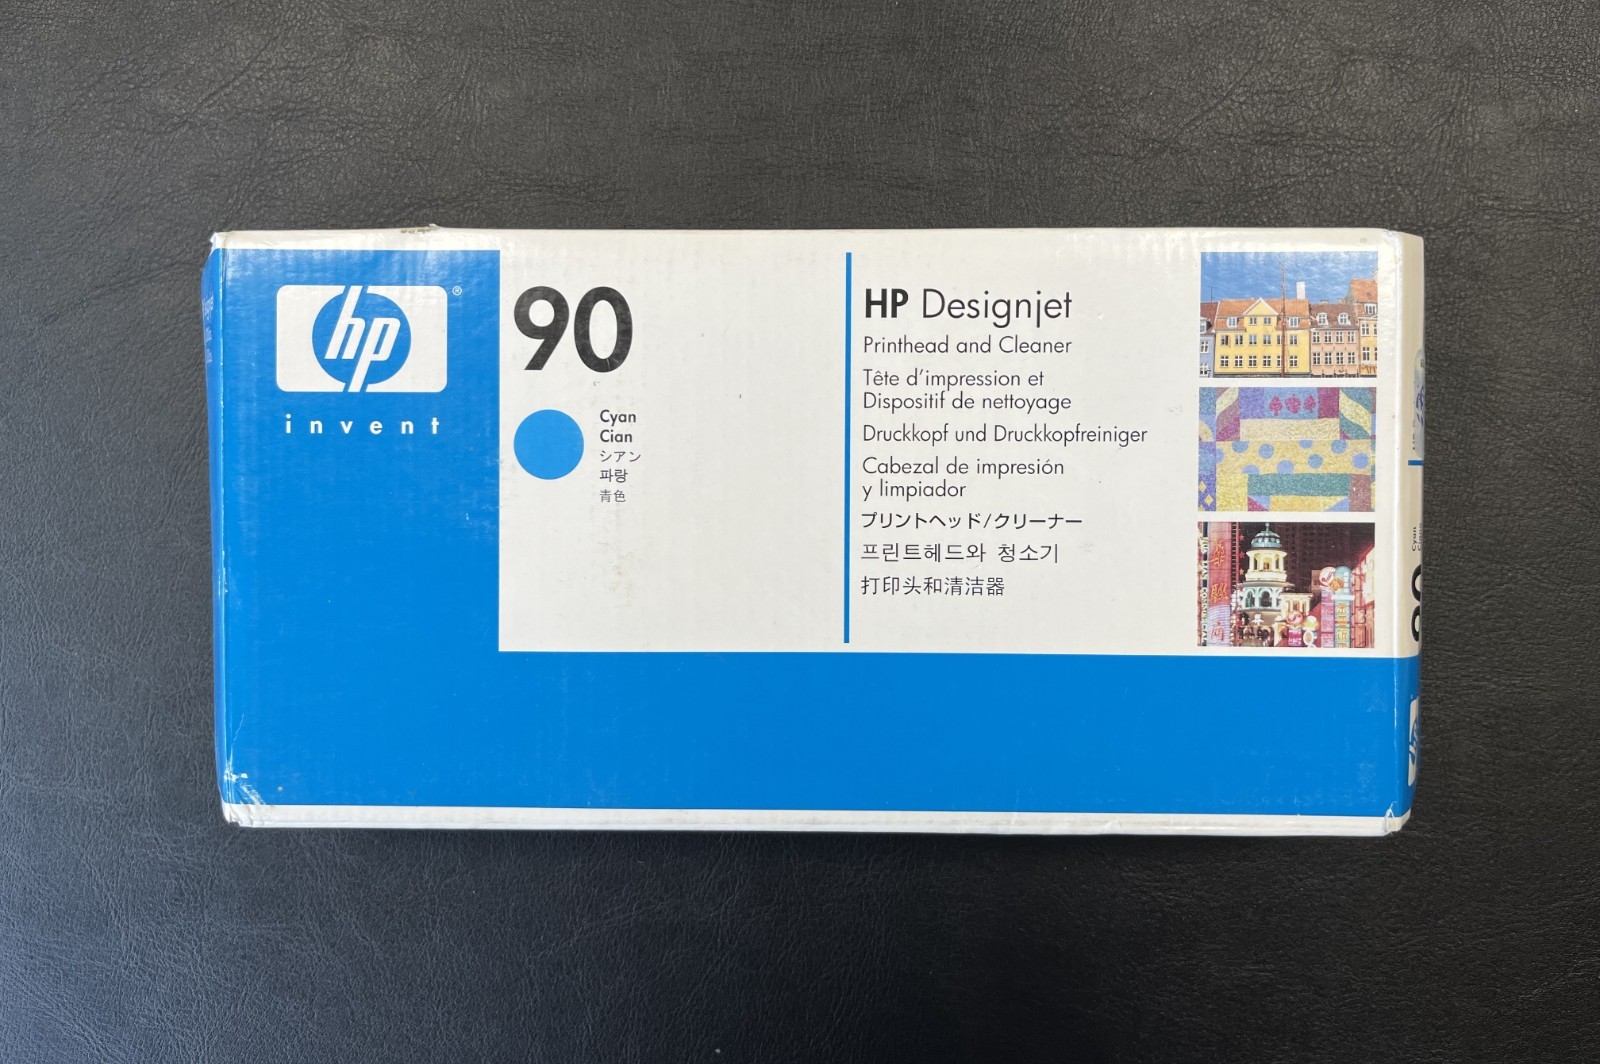 hp
®
invent
90
Cyan
Cian
シアン
파랑
青色
HP Designjet
Printhead and Cleaner
Tête d'impression et
Dispositif de nettoyage
Druckkopf und Druckkopfreiniger
Cabezal de impresión
y limpiador
プリントヘッド/クリーナー
프린트헤드와 청소기
打印头和清洁器
Cyan
90